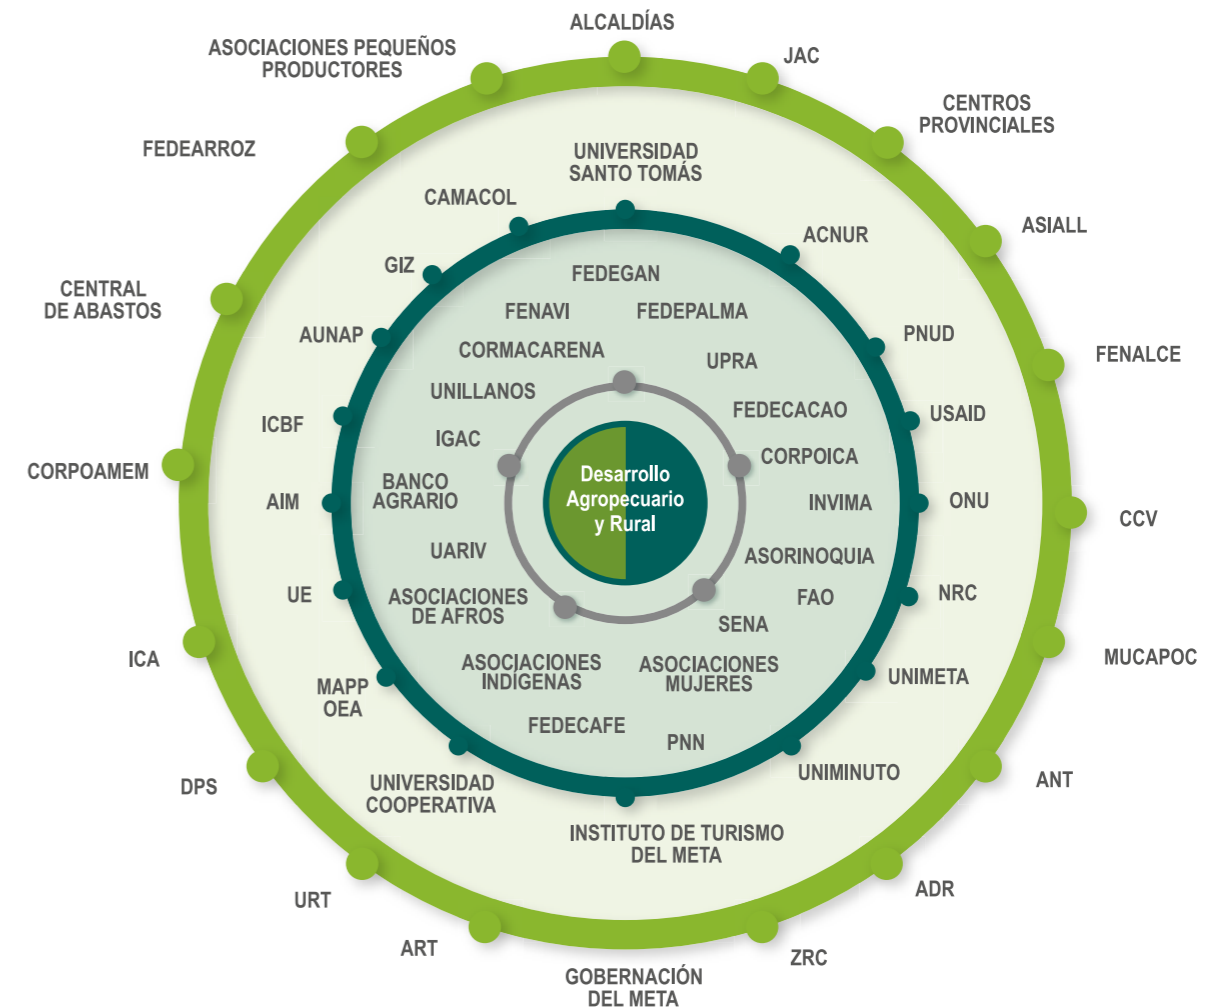 ALCALDÍAS
ASOCIACIONES PEQUEÑOS
PRODUCTORES
JAC
CENTROS
PROVINCIALES
FEDEARROZ
UNIVERSIDAD
SANTO TOMÁS
CAMACOL
ASIALL
ACNUR
GIZ
FEDEGAN
CENTRAL
DE ABASTOS
FENAVI
FEDEPALMA
AUNAP
PNUD
CORMACARENA
UPRA
FENALCE
UNILLANOS
FEDECACAO
USAID
ICBF
IGAC
CORPOICA
CORPOAMEM
Desarrollo
Agropecuario
y Rural
BANCO
AGRARIO
AIM
INVIMA
ONU
CCV
UARIV
ASORINOQUIA
UE
ASOCIACIONES
DE AFROS
FAO
NRC
SENA
ICA
MUCAPOC
ASOCIACIONES
INDÍGENAS
ASOCIACIONES
MUJERES
UNIMETA
MAPP
OEA
FEDECAFE
PNN
DPS
UNIVERSIDAD
COOPERATIVA
UNIMINUTO
ANT
INSTITUTO DE TURISMO
DEL META
ADR
URT
ART
ZRC
GOBERNACIÓN
DEL META